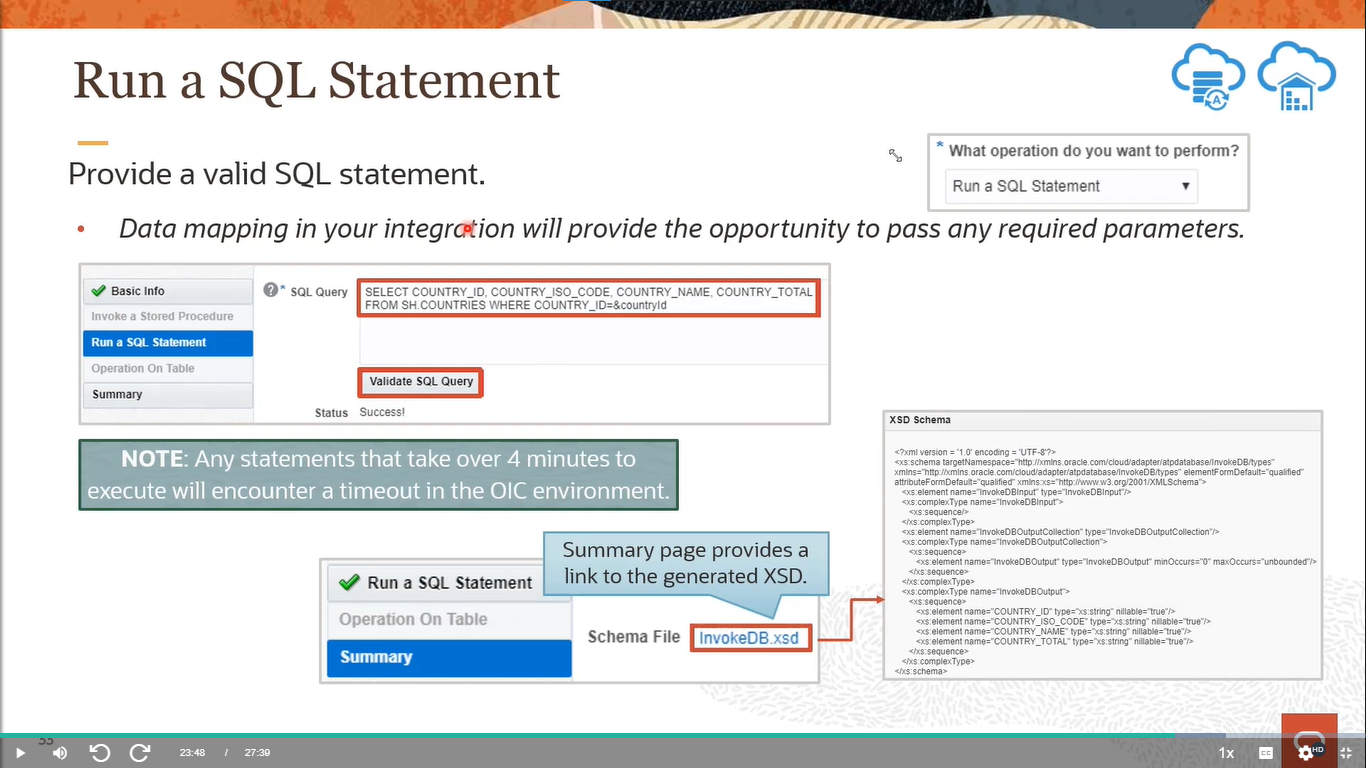 Run a SQL Statement
Provide a valid SQL statement.
* What operation do you want to perform?
Run a SQL Statement
• Data mapping in your integration will provide the opportunity to pass any required parameters.
Basic Info
Invoke a Stored Procedure
Run a SQL Statement
Operation On Table
Summary
* SQL Query
SELECT COUNTRY_ID, COUNTRY_ISO_CODE, COUNTRY_NAME, COUNTRY_TOTAL
FROM SH.COUNTRIES WHERE COUNTRY_ID=&countryId
Validate SQL Query
Status Success!
NOTE: Any statements that take over 4 minutes to
execute will encounter a timeout in the OIC environment.
Summary page provides a
link to the generated XSD.
Run a SQL Statement
Operation On Table
Summary
Schema File InvokeDB.xsd
XSD Schema
<?xml version = '1.0' encoding = 'UTF-8'?>
<xs:schema targetNamespace="http://xmlns.oracle.com/cloud/adapter/atpdatabase/InvokeDB/types"
xmlns="http://xmlns.oracle.com/cloud/adapter/atpdatabase/InvokeDB/types" elementFormDefault="qualified"
attributeFormDefault="qualified" xmlns:xs="http://www.w3.org/2001/XMLSchema">
<xs:element name="InvokeDBInput" type="InvokeDBInput"/>
<xs:complexType name="InvokeDBInput">
<xs:sequence/>
</xs:complexType>
<xs:element name="InvokeDBOutputCollection" type="InvokeDBOutputCollection"/>
<xs:complexType name="InvokeDBOutputCollection">
<xs:sequence>
<xs:element name="InvokeDBOutput" type="InvokeDBOutput" minOccurs="0" maxOccurs="unbounded"/>
</xs:sequence>
</xs:complexType>
<xs:complexType name="InvokeDBOutput">
<xs:sequence>
<xs:element name="COUNTRY_ID" type="xs:string" nillable="true"/>
<xs:element name="COUNTRY_ISO_CODE" type="xs:string" nillable="true"/>
<xs:element name="COUNTRY_NAME" type="xs:string" nillable="true"/>
<xs:element name="COUNTRY_TOTAL" type="xs:string" nillable="true"/>
</xs:sequence>
</xs:complexType>
</xs:schema>
23:48 / 27:39
1x
CC
HD